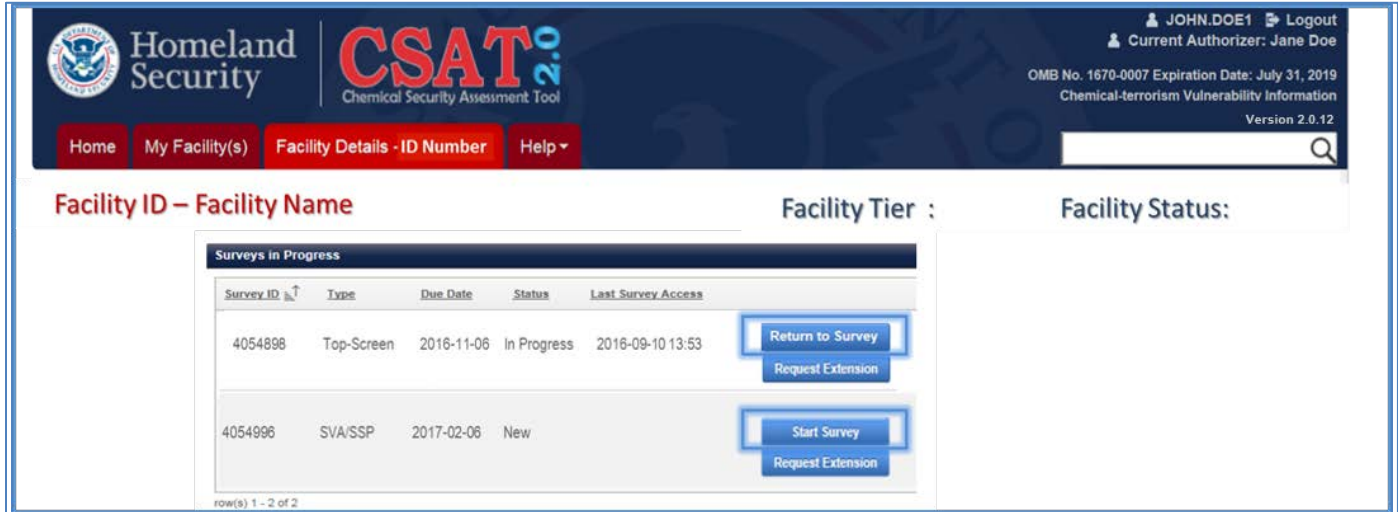 JOHN.DOE1 Logout
Current Authorizer: Jane Doe
Homeland
Security
CSAT 2.0
Chemical Security Assessment Tool
OMB No. 1670-0007 Expiration Date: July 31, 2019
Chemical-terrorism Vulnerability Information
Version 2.0.12
Home My Facility(s) Facility Details - ID Number Help
Facility ID – Facility Name Facility Tier : Facility Status:
Surveys in Progress
Survey ID Type Due Date Status Last Survey Access
4054898 Top-Screen 2016-11-06 In Progress 2016-09-10 13:53 Return to Survey
Request Extension
4054996 SVA/SSP 2017-02-06 New Start Survey
Request Extension
row(s) 1 - 2 of 2